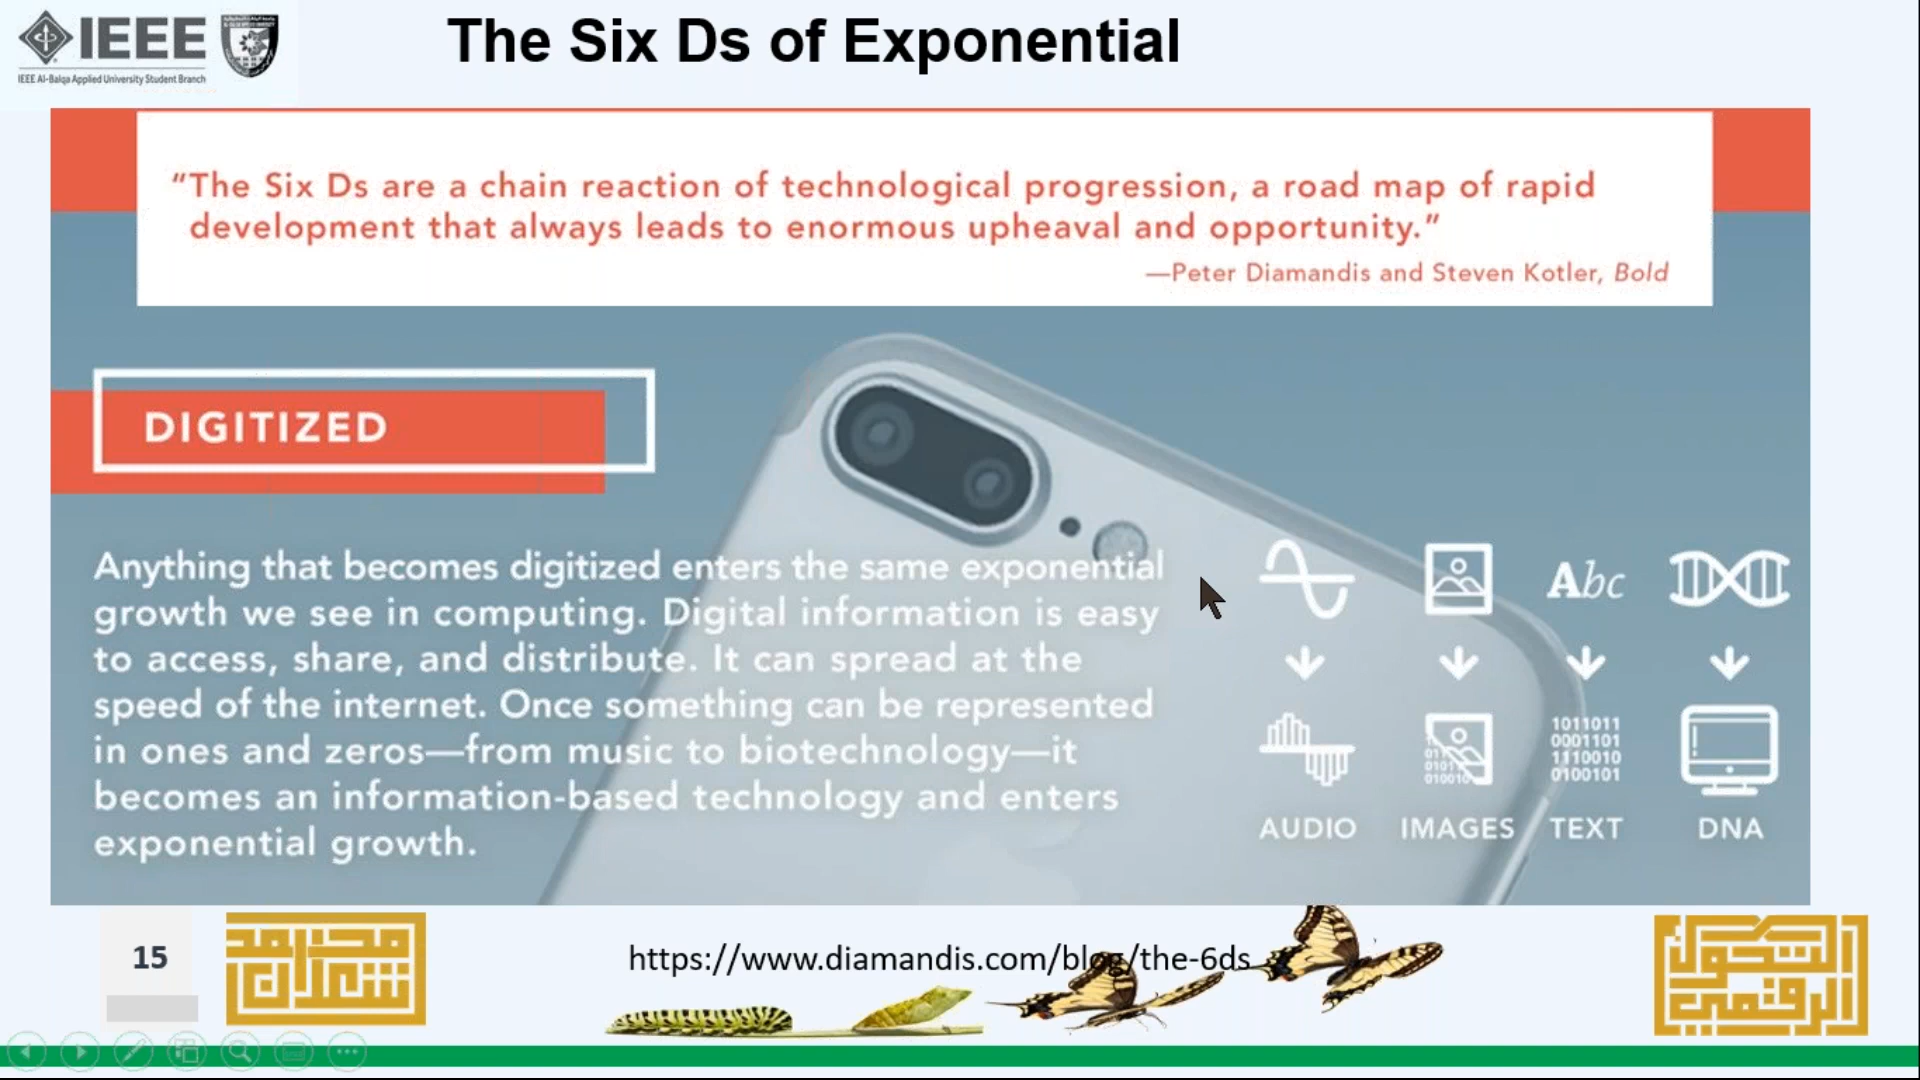 IEEE
IEEE Al-Balqa Applied University Student Branch
The Six Ds of Exponential
“The Six Ds are a chain reaction of technological progression, a road map of rapid
development that always leads to enormous upheaval and opportunity.”
—Peter Diamandis and Steven Kotler, Bold
DIGITIZED
Anything that becomes digitized enters the same exponential
growth we see in computing. Digital information is easy
to access, share, and distribute. It can spread at the
speed of the internet. Once something can be represented
in ones and zeros—from music to biotechnology—it
becomes an information-based technology and enters
exponential growth.
Abc
1011011
0001101
1110010
0100101
AUDIO IMAGES TEXT DNA
15
محمد
شعلان
https://www.diamandis.com/blog/the-6ds
التحول
الرقمي